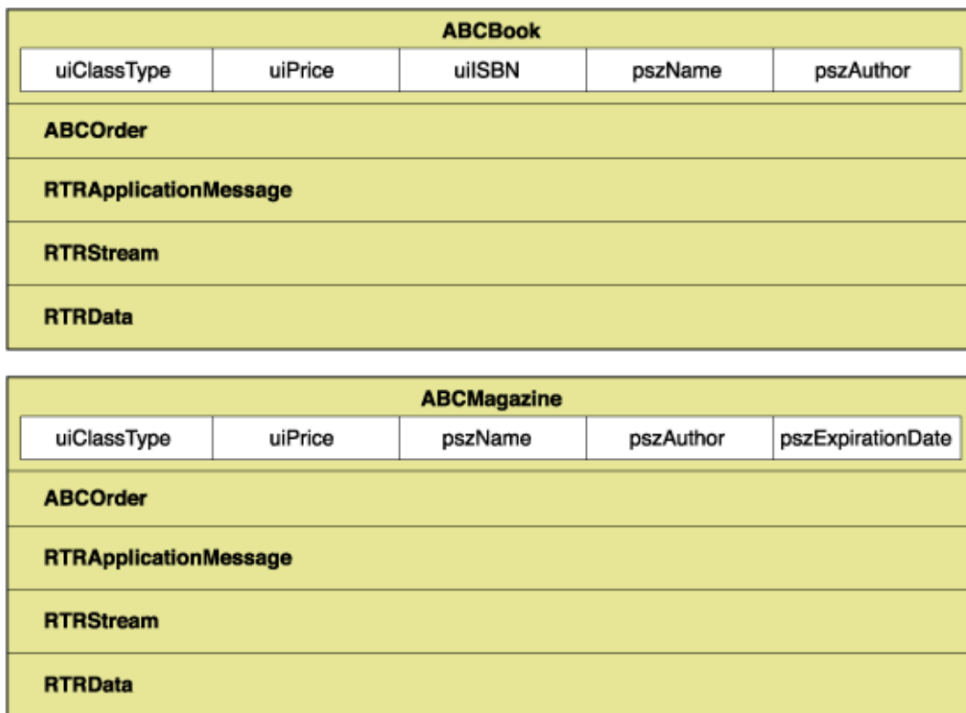 ABCBook
uiClassType uiPrice uiISBN pszName pszAuthor
ABCOrder
RTRApplicationMessage
RTRStream
RTRData
ABCMagazine
uiClassType uiPrice pszName pszAuthor pszExpirationDate
ABCOrder
RTRApplicationMessage
RTRStream
RTRData